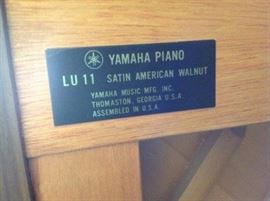 YAMAHA PIANO
LU 11 SATIN AMERICAN WALNUT
YAMAHA MUSIC MFG. INC.
THOMASTON, GEORGIA U.S.A.
ASSEMBLED IN U.S.A.